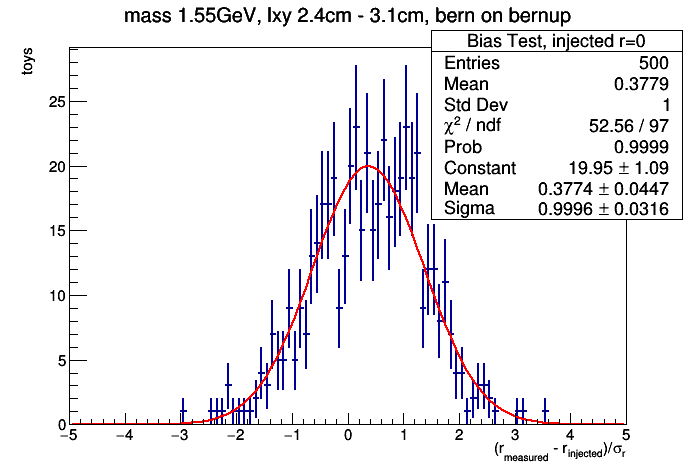 mass 1.55GeV, lxy 2.4cm - 3.1cm, bern on bernup
Bias Test, injected r=0
Entries 500
Mean 0.3779
Std Dev 1
χ² / ndf 52.56 / 97
Prob 0.9999
Constant 19.95 ± 1.09
Mean 0.3774 ± 0.0447
Sigma 0.9996 ± 0.0316
toys
25
20
15
10
5
0
−5 −4 −3 −2 −1 0 1 2 3 4 5
(r_measured - r_injected)/σ_r